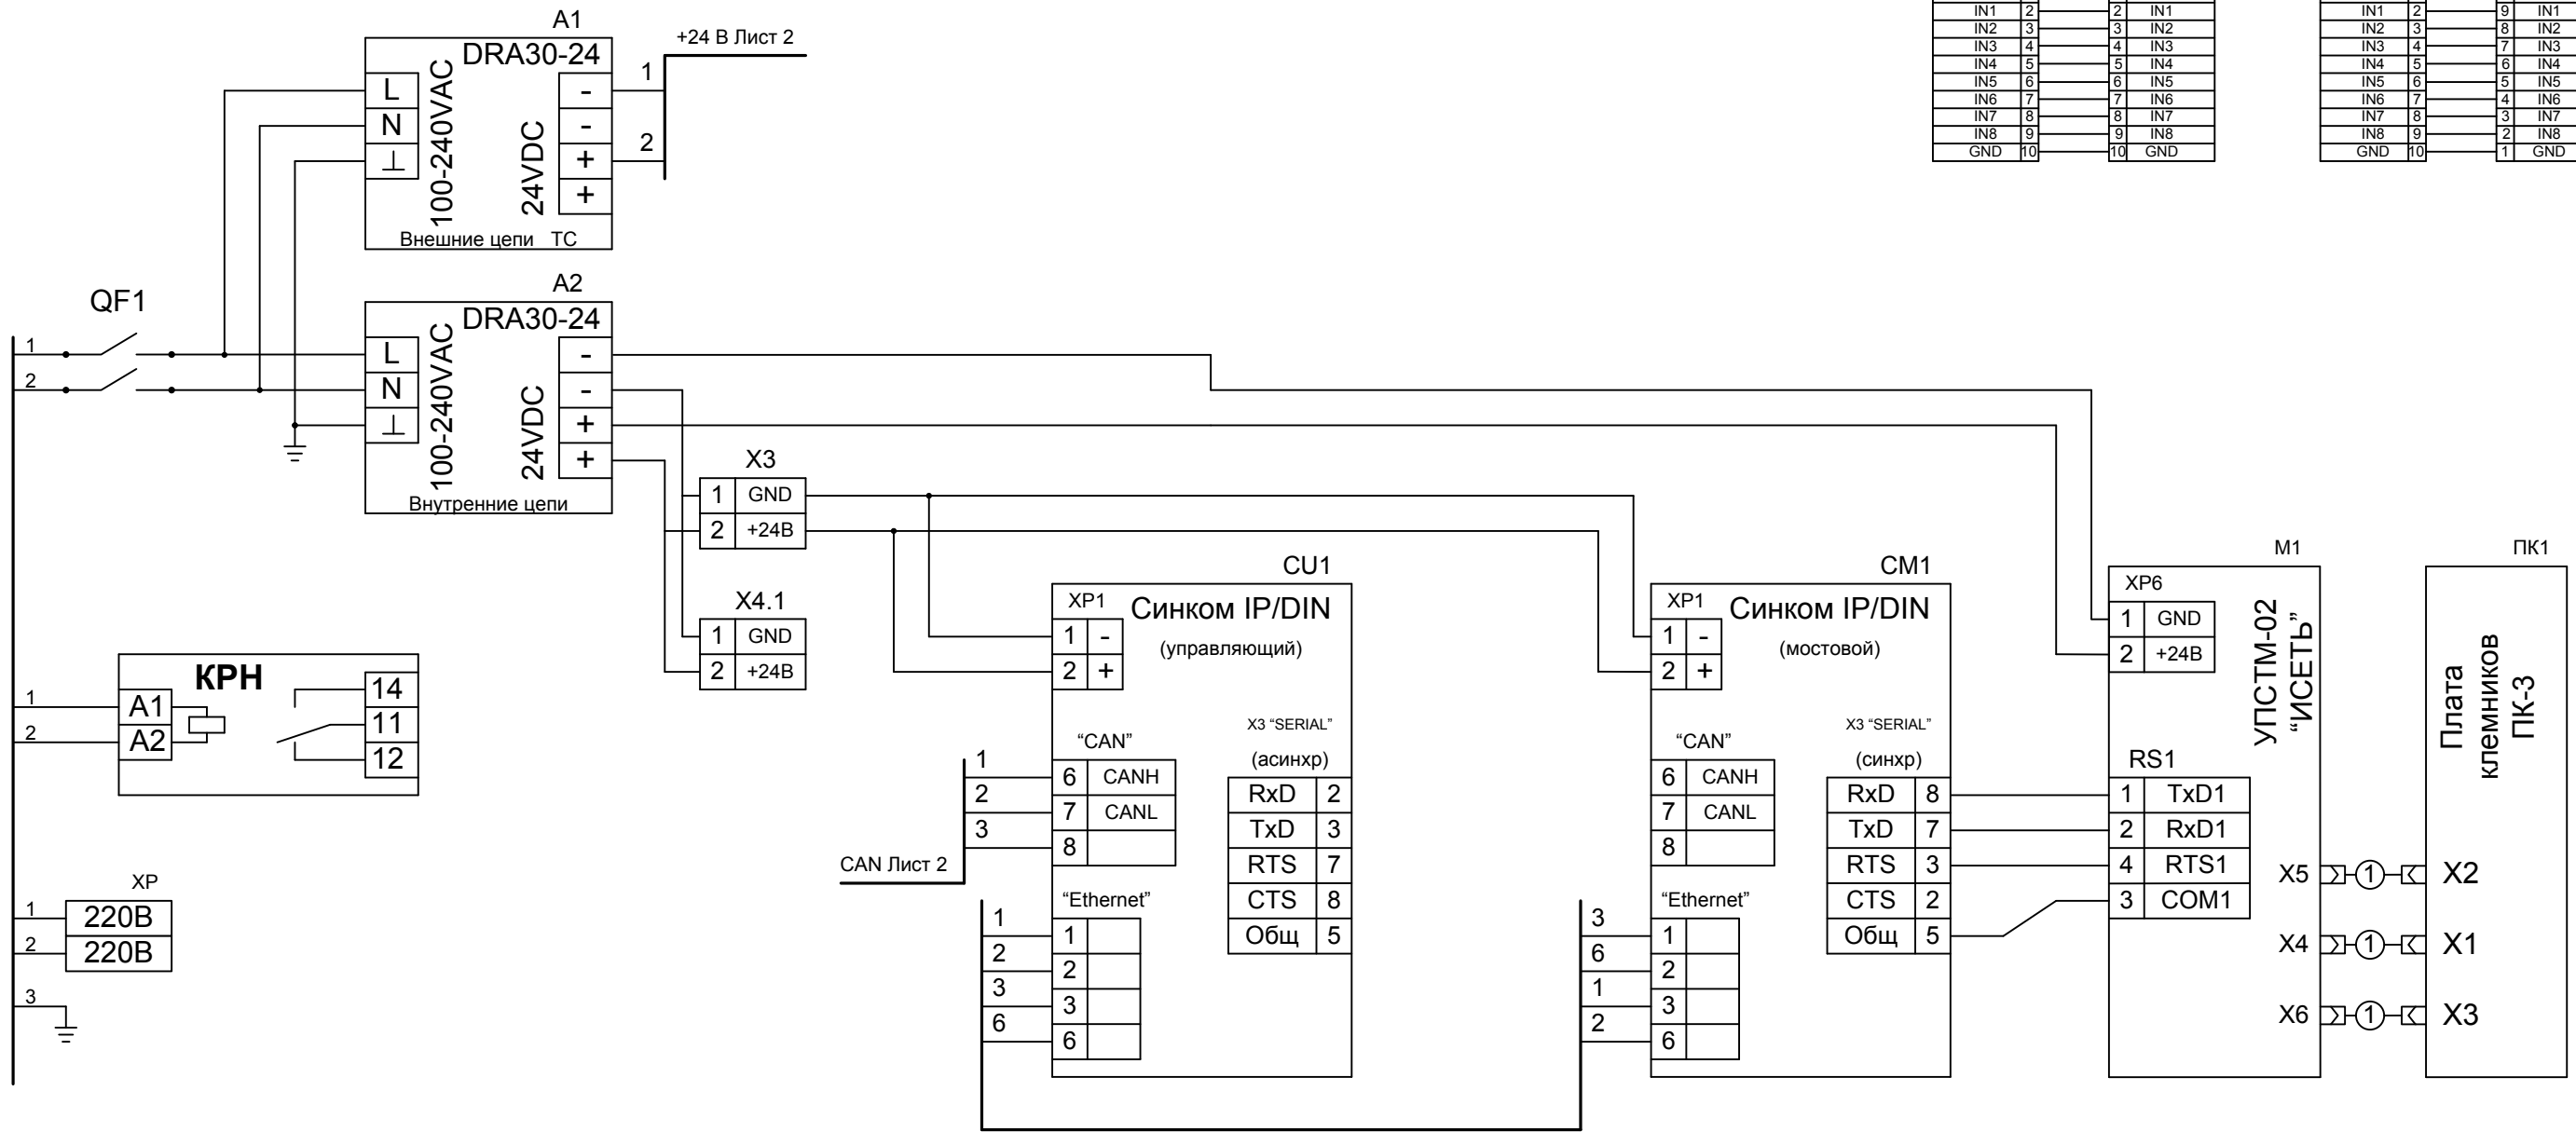 A1
+24 В Лист 2
DRA30-24
L
N
⊥
100-240VAC
24VDC
-
-
+
+
1
2
Внешние цепи ТС
IN1 2 2 IN1
IN2 3 3 IN2
IN3 4 4 IN3
IN4 5 5 IN4
IN5 6 6 IN5
IN6 7 7 IN6
IN7 8 8 IN7
IN8 9 9 IN8
GND 10 10 GND
IN1 2 9 IN1
IN2 3 8 IN2
IN3 4 7 IN3
IN4 5 6 IN4
IN5 6 5 IN5
IN6 7 4 IN6
IN7 8 3 IN7
IN8 9 2 IN8
GND 10 1 GND
QF1
1
2
A2
DRA30-24
L
N
⊥
100-240VAC
24VDC
-
-
+
+
Внутренние цепи
X3
1 GND
2 +24В
X4.1
1 GND
2 +24В
1
2
КРН
A1
A2
14
11
12
XP
1 220В
2 220В
3
CU1
XP1
Синком IP/DIN
(управляющий)
1 -
2 +
X3 “SERIAL”
(асинхр)
“CAN”
1 6 CANH
2 7 CANL
3 8
CAN Лист 2
RxD 2
TxD 3
RTS 7
CTS 8
Общ 5
“Ethernet”
1 1
2 2
3 3
6 6
CM1
XP1
Синком IP/DIN
(мостовой)
1 -
2 +
X3 “SERIAL”
(синхр)
“CAN”
6 CANH
7 CANL
8
RxD 8
TxD 7
RTS 3
CTS 2
Общ 5
“Ethernet”
3 1
6 2
1 3
2 6
М1
XP6
1 GND
2 +24В
УПСТМ-02
“ИСЕТЬ”
RS1
1 TxD1
2 RxD1
4 RTS1
3 COM1
X5 1 X2
X4 1 X1
X6 1 X3
ПК1
Плата
клемников
ПК-3